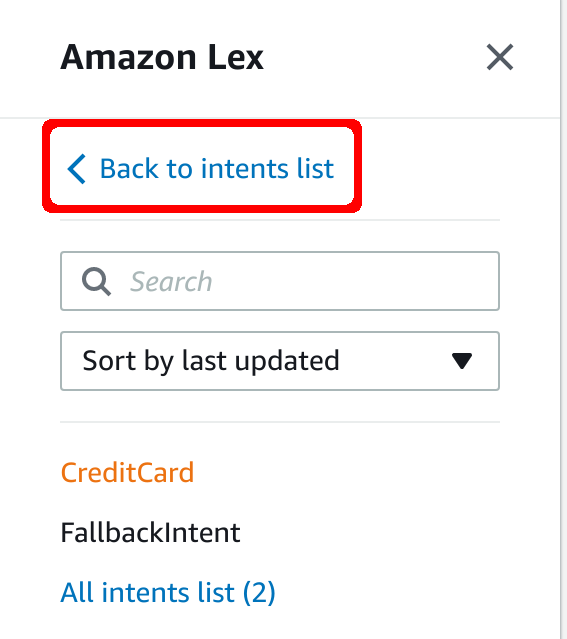 Amazon Lex
Back to intents list
Search
Sort by last updated
CreditCard
FallbackIntent
All intents list (2)